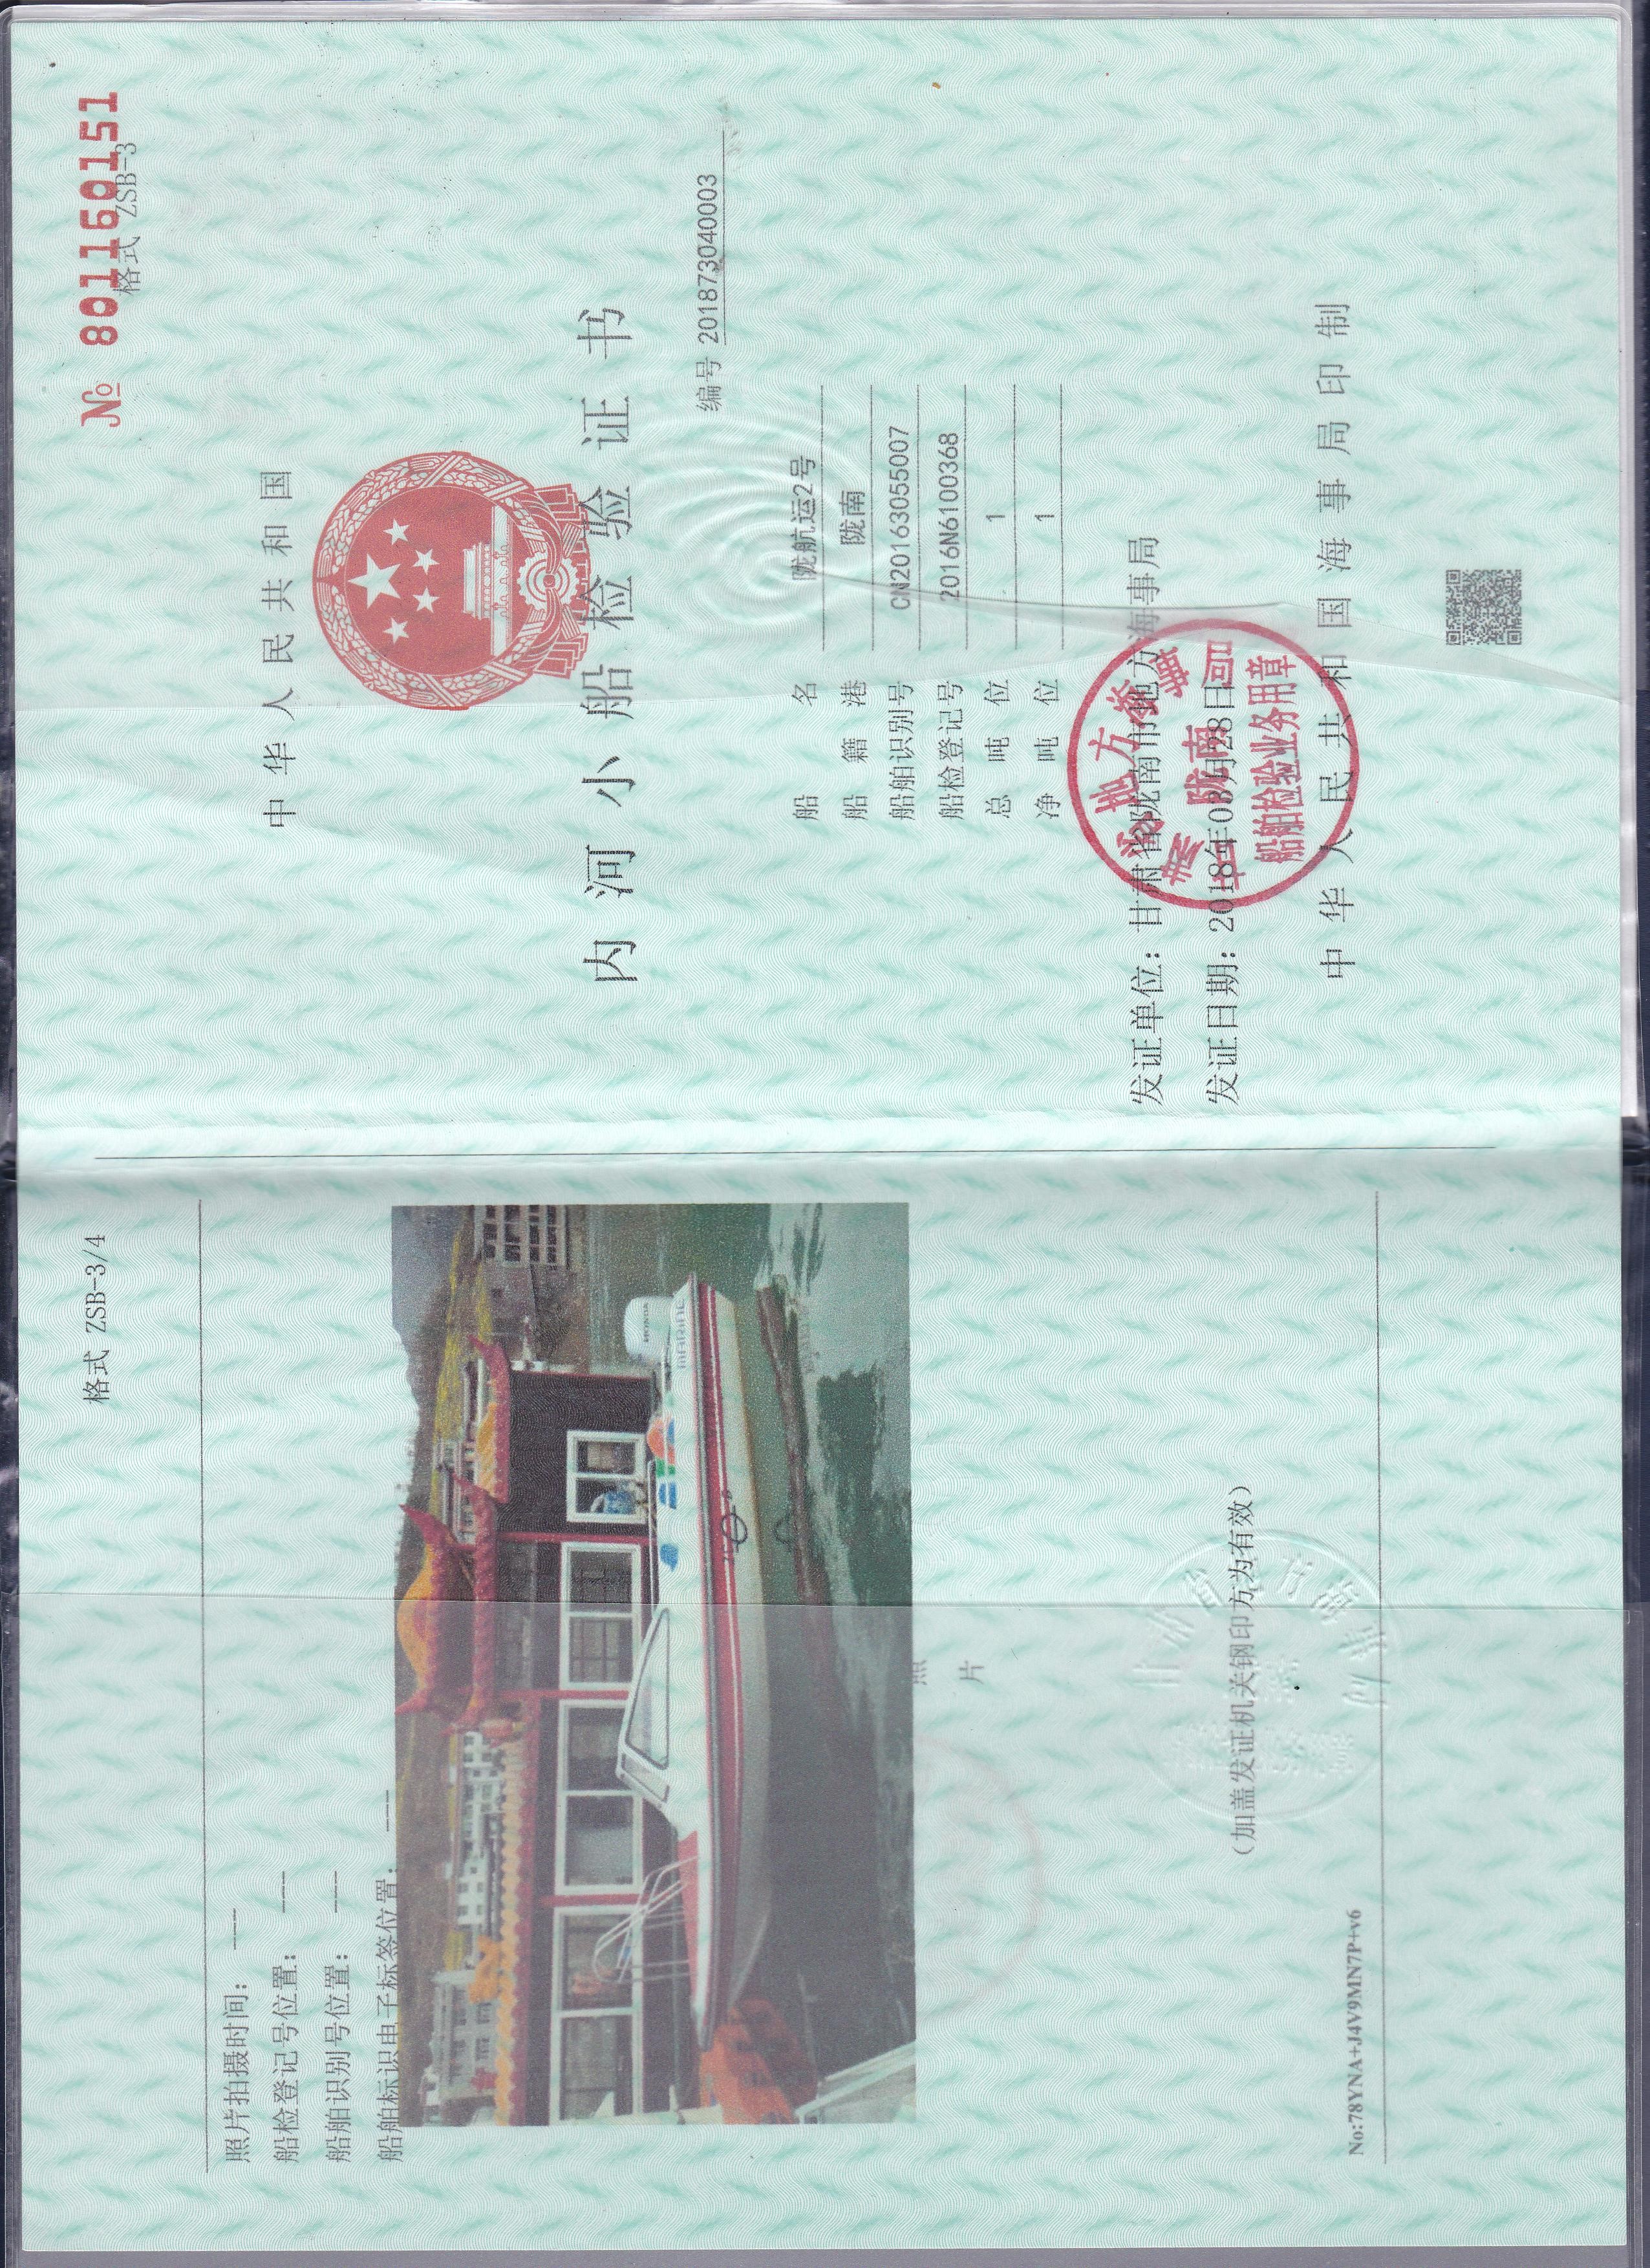 格式 ZSB-3/4
照片拍摄时间： ---
船检登记号位置： ---
船舶识别号位置： ---
船舶标识电子标签位置： ---
HONDA
MARINE
照
片
（加盖发证机关钢印方为有效）
No:78YNA+J4V9MN7P+v6
№ 801160151
格式 ZSB-3
中华人民共和国
内河小船检验证书
编号 201873040003
船名 陇航运2号
船籍港 陇南
船舶识别号 CN20163055007
船检登记号 2016N6100368
总吨位 1
净吨位 1
发证单位：甘肃省陇南市地方海事局
发证日期：2018年03月28日
甘肃省地方海事局
陇南
船舶检验业务用章
中华人民共和国海事局印制